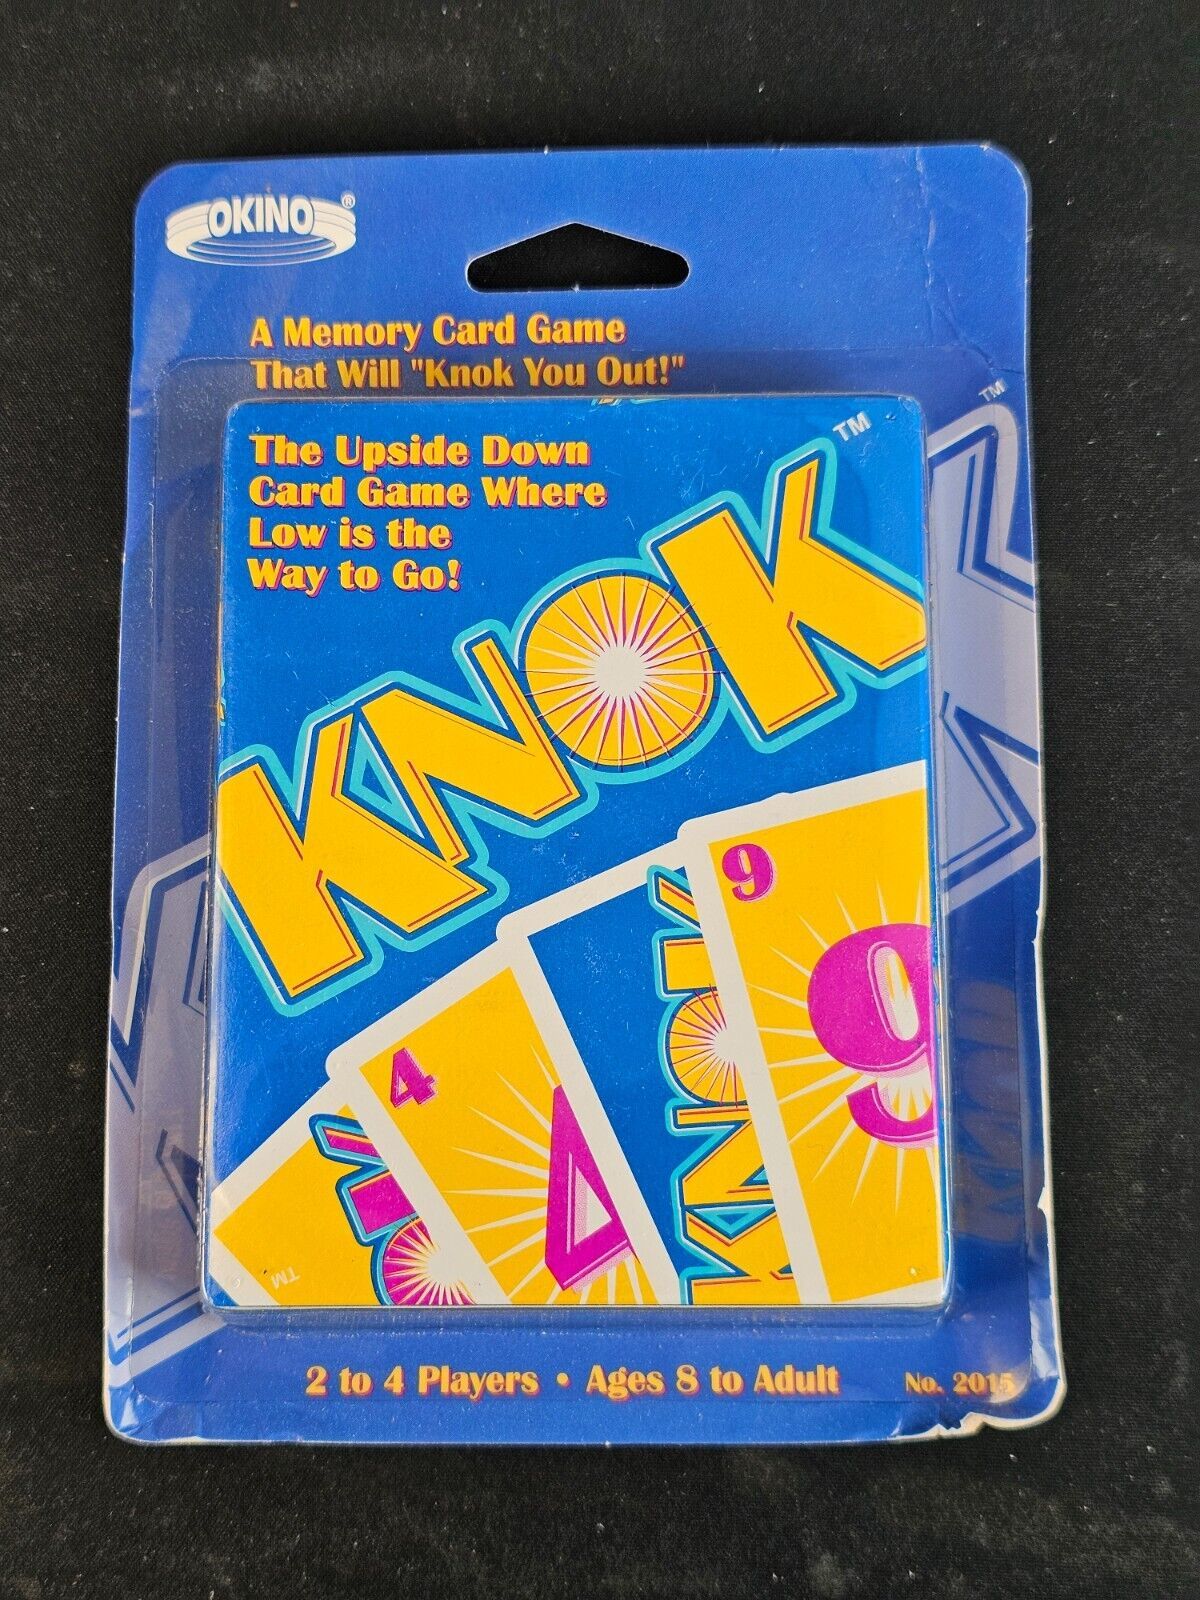 OKINO®
A Memory Card Game
That Will "Knok You Out!"
TM
The Upside Down
Card Game Where
Low is the
Way to Go!
TM
KNOK
9
9
KNOK
4
4
TM
2 to 4 Players • Ages 8 to Adult
No. 2015